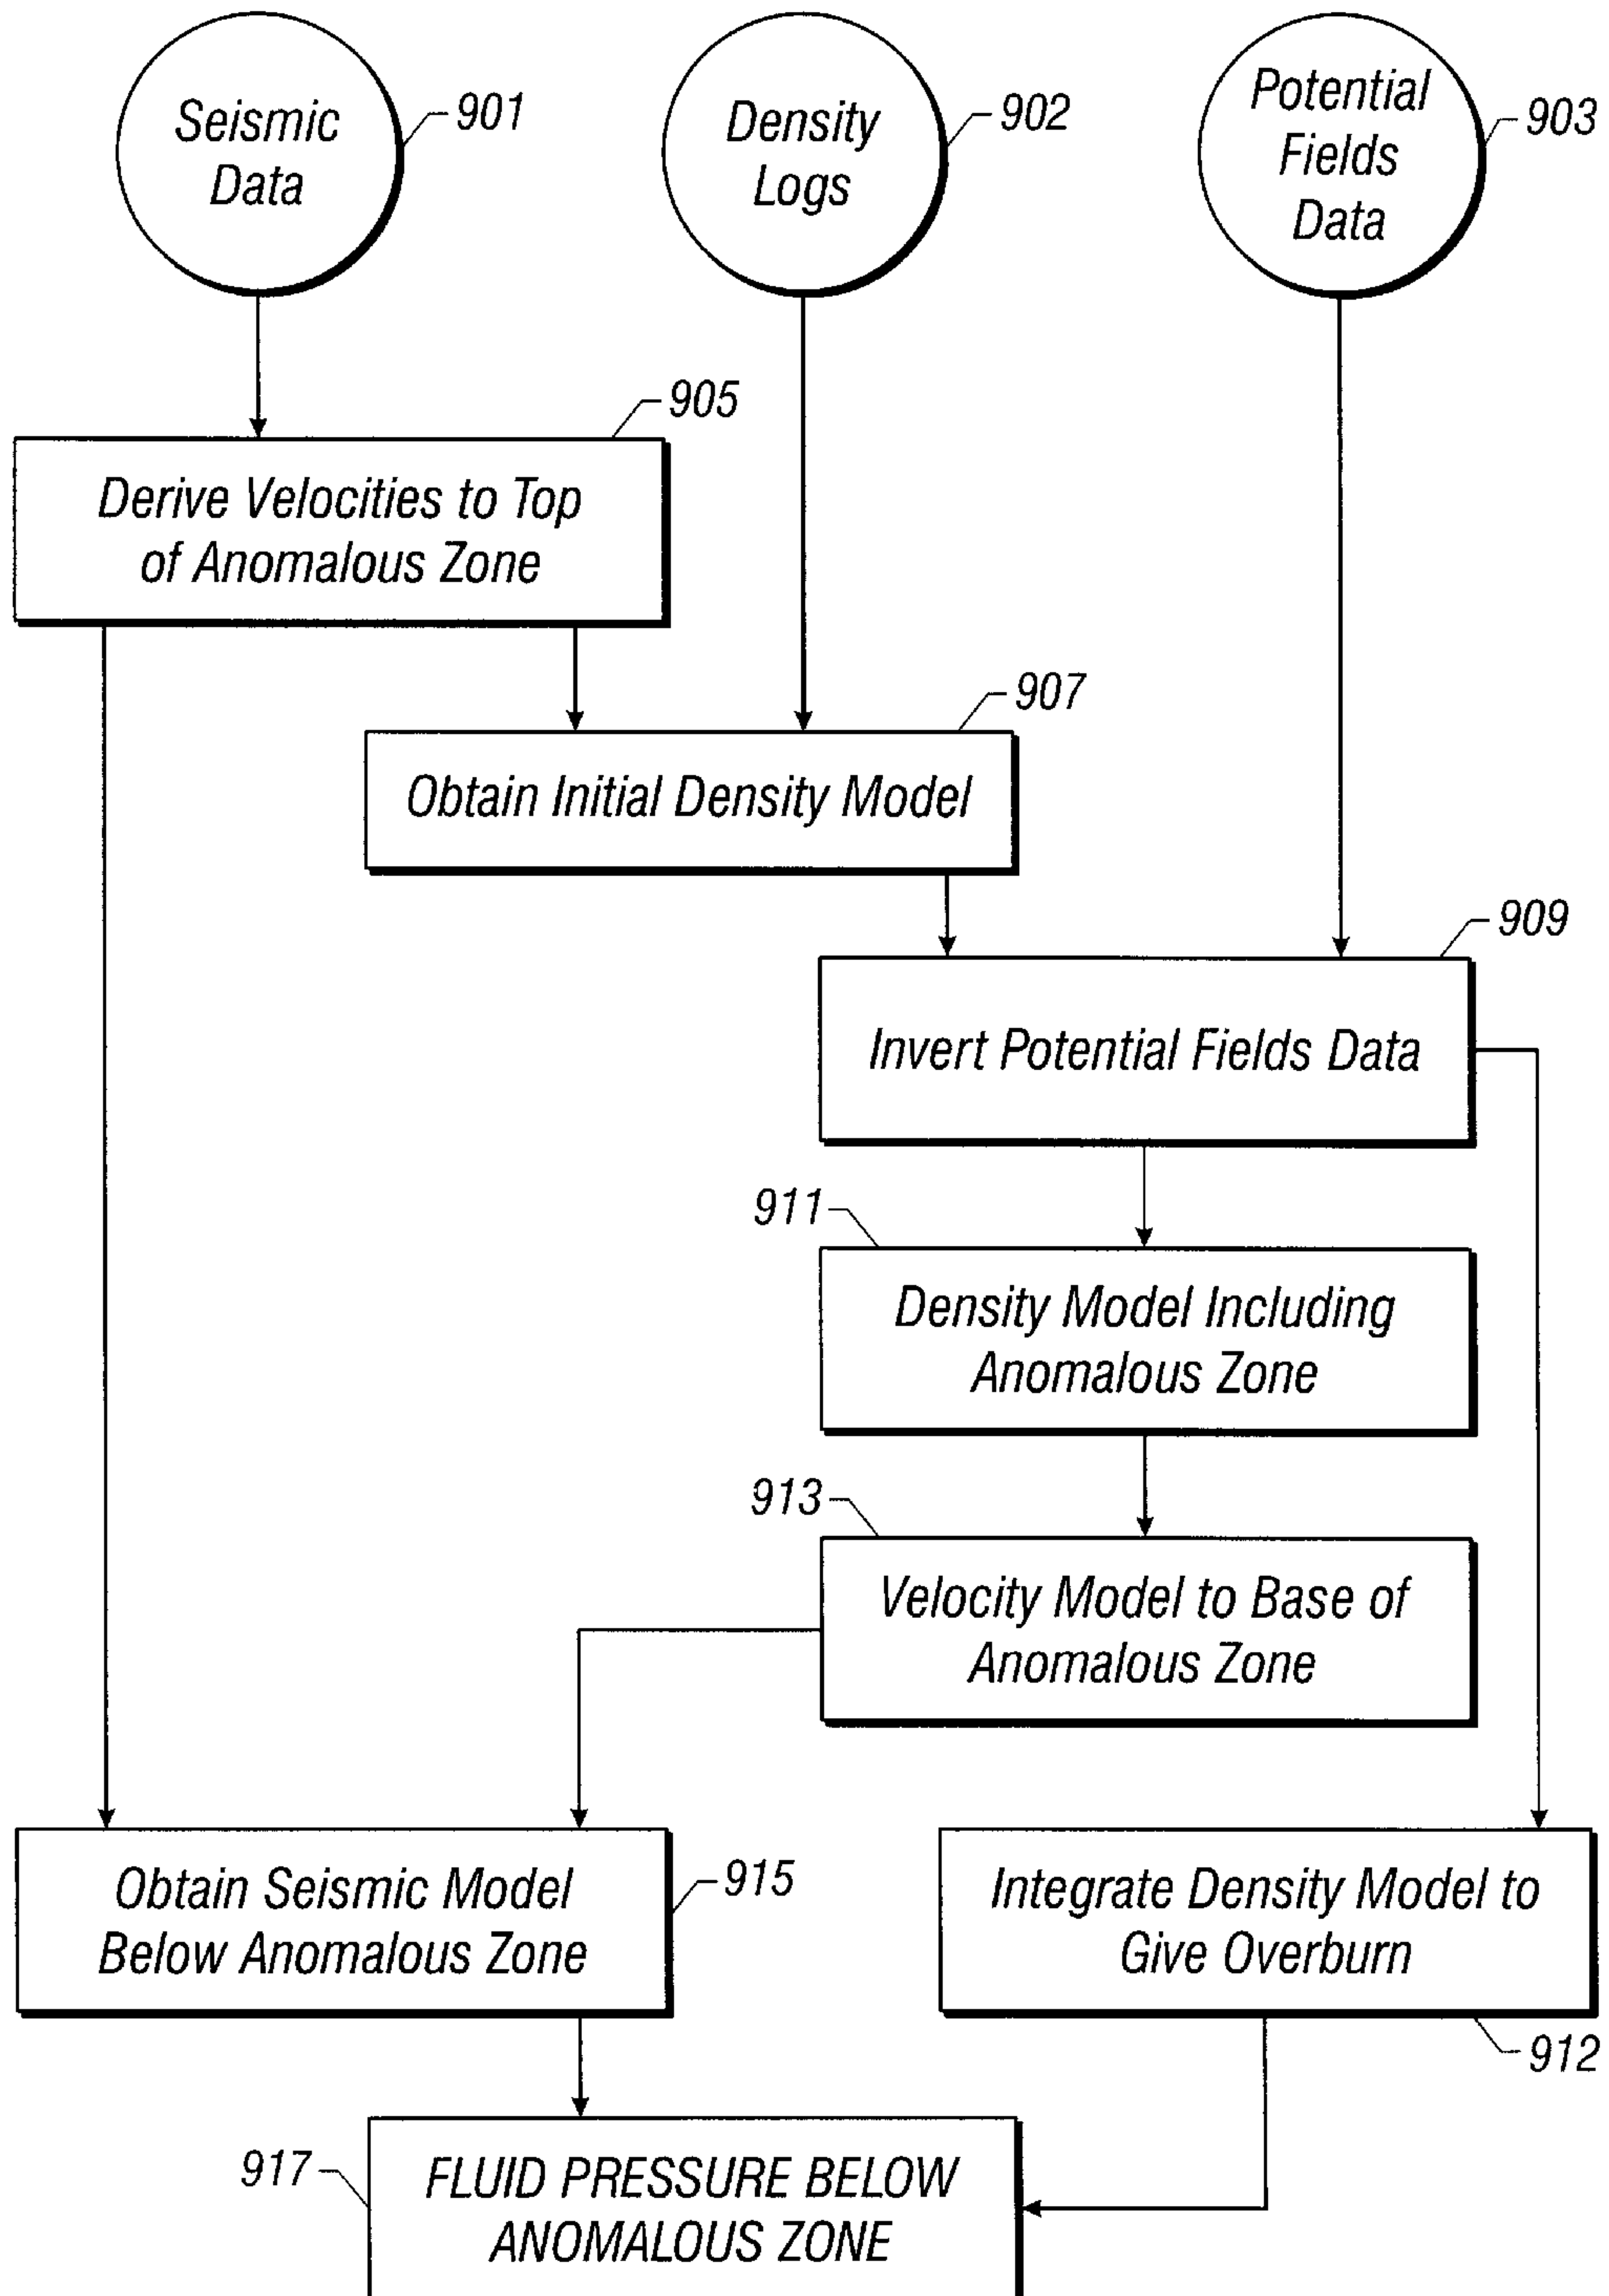 Seismic
Data
901
Density
Logs
902
Potential
Fields
Data
903
905
Derive Velocities to Top
of Anomalous Zone
907
Obtain Initial Density Model
909
Invert Potential Fields Data
911
Density Model Including
Anomalous Zone
913
Velocity Model to Base of
Anomalous Zone
Obtain Seismic Model
Below Anomalous Zone
915
Integrate Density Model to
Give Overburn
912
917
FLUID PRESSURE BELOW
ANOMALOUS ZONE